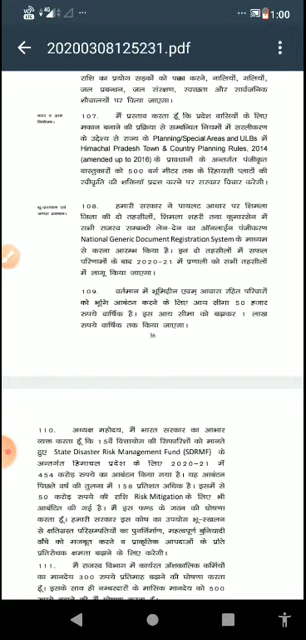 1:00
20200308125231.pdf
राशि का प्रयोग सड़कों को पक्का करने, नालियों, गलियों,
जल प्रबन्धन, जल संरक्षण, स्वच्छता और सार्वजनिक
शौचालयों पर किया जाएगा।
107. मैं प्रस्ताव करता हूँ कि प्रदेश वासियों के लिए
मकान बनाने की प्रक्रिया से सम्बन्धित नियमों में सरलीकरण
के उद्देश्य से राज्य के Planning/Special Areas and ULBs में
Himachal Pradesh Town & Country Planning Rules, 2014
(amended up to 2016) के प्रावधानों के अन्तर्गत पंजीकृत
वास्तुकारों को 500 वर्ग मीटर तक के रिहायशी प्लाटों की
स्वीकृति की शक्तियां प्रदान करने पर सरकार विचार करेगी।
108. हमारी सरकार ने पायलट आधार पर शिमला
जिला की दो तहसीलों, शिमला शहरी तथा कुमारसेन में
सभी राजस्व सम्बन्धी लेन-देन का ऑनलाईन पंजीकरण
National Generic Document Registration System के माध्यम
से करना आरम्भ किया है। इन दो तहसीलों में सफल
परिणामों के बाद 2020-21 में प्रणाली को सभी तहसीलों
में लागू किया जाएगा।
109. वर्तमान में भूमिहीन एवम् आवास रहित परिवारों
को भूमि आबंटन करने के लिए आय सीमा 50 हजार
रुपये वार्षिक है। इस आय सीमा को बढ़ाकर 1 लाख
रुपये वार्षिक तक किया जाएगा।
36
110. अध्यक्ष महोदय, मैं भारत सरकार का आभार
व्यक्त करता हूँ कि 15वें वित्तायोग की सिफारिशों को मानते
हुए State Disaster Risk Management Fund (SDRMF) के
अन्तर्गत हिमाचल प्रदेश के लिए 2020-21 में
454 करोड़ रुपये का आबंटन किया गया है। यह आबंटन
पिछले वर्ष की तुलना में 158 प्रतिशत अधिक है। इसमें से
50 करोड़ रुपये की राशि Risk Mitigation के लिए भी
आबंटित की गई है। मैं इस फण्ड के गठन की घोषणा
करता हूँ। हमारी सरकार इस कोष का उपयोग भू-स्खलन
से क्षतिग्रस्त परिसम्पत्तियों का पुनर्निर्माण, महत्वपूर्ण बुनियादी
ढाँचे को मजबूत करने व प्राकृतिक आपदाओं के प्रति
प्रतिरोधक क्षमता बढ़ाने के लिए करेगी।
111. मैं राजस्व विभाग में कार्यरत अंशकालिक कर्मियों
का मानदेय 300 रुपये प्रतिमाह बढ़ाने की घोषणा करता
हूँ। इसके साथ ही नम्बरदारों के मासिक मानदेय को 500